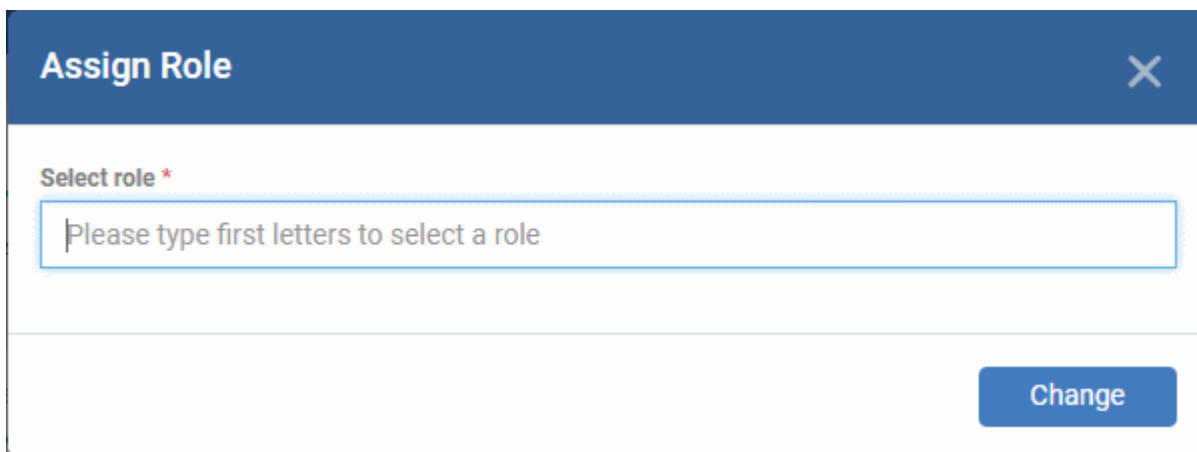 Assign Role
Select role *
Please type first letters to select a role
Change